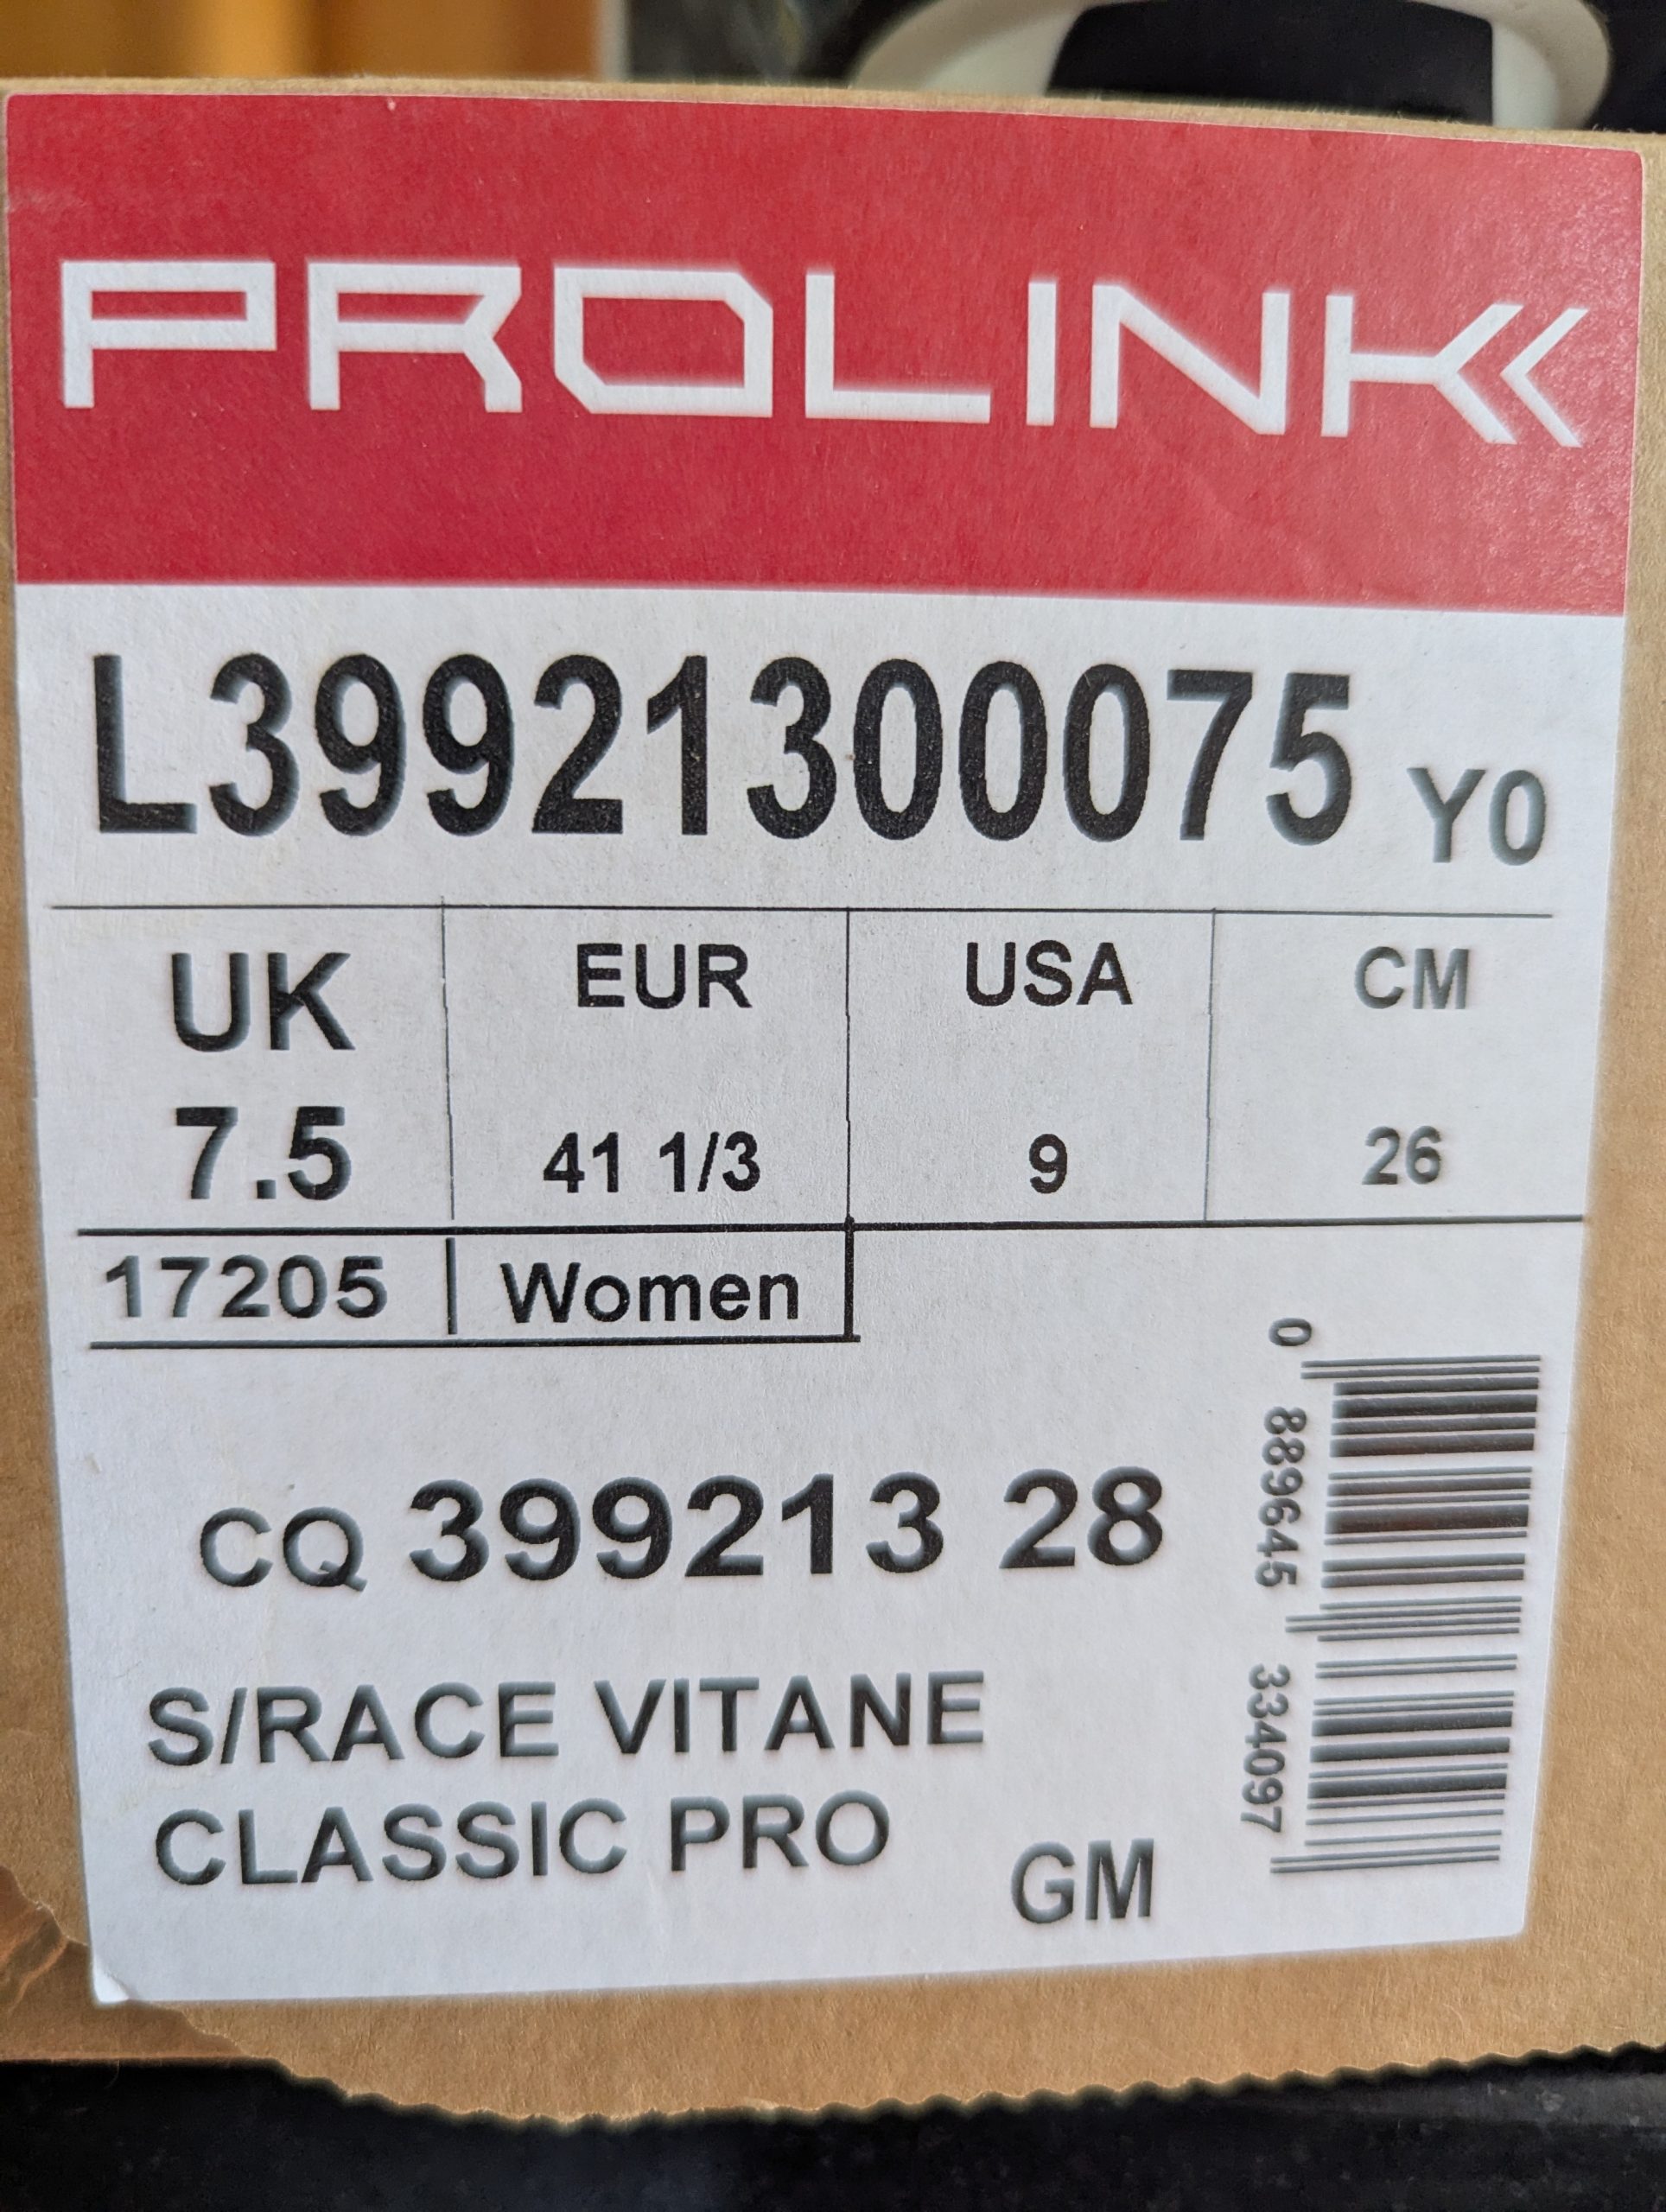 PROLINK
L39921300075 Y0
UK EUR USA CM
7.5 41 1/3 9 26
17205 Women
CQ 399213 28
S/RACE VITANE
CLASSIC PRO
GM
0 889645 334097